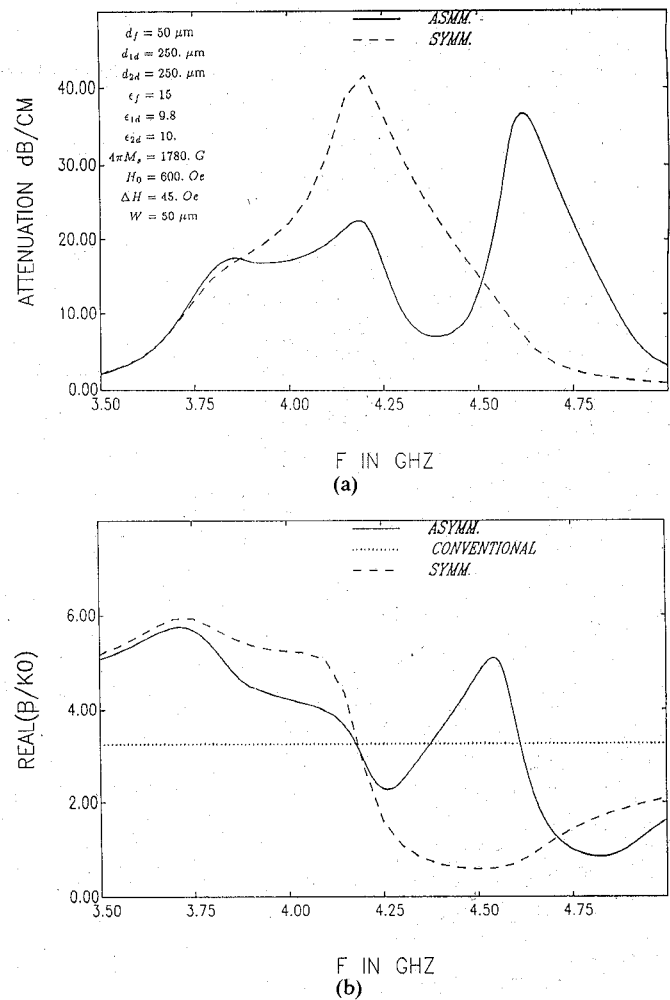 ASMM.
SYMM.
d_f = 50 μm
d_1d = 250. μm
d_2d = 250. μm
ϵ_f = 15
ϵ_1d = 9.8
ϵ_2d = 10.
4πM_s = 1780. G
H_0 = 600. Oe
ΔH = 45. Oe
W = 50 μm
ATTENUATION dB/CM
40.00
30.00
20.00
10.00
0.00
3.50 3.75 4.00 4.25 4.50 4.75
F IN GHZ
(a)
ASYMM.
CONVENTIONAL
SYMM.
REAL(β/K0)
6.00
4.00
2.00
0.00
3.50 3.75 4.00 4.25 4.50 4.75
F IN GHZ
(b)